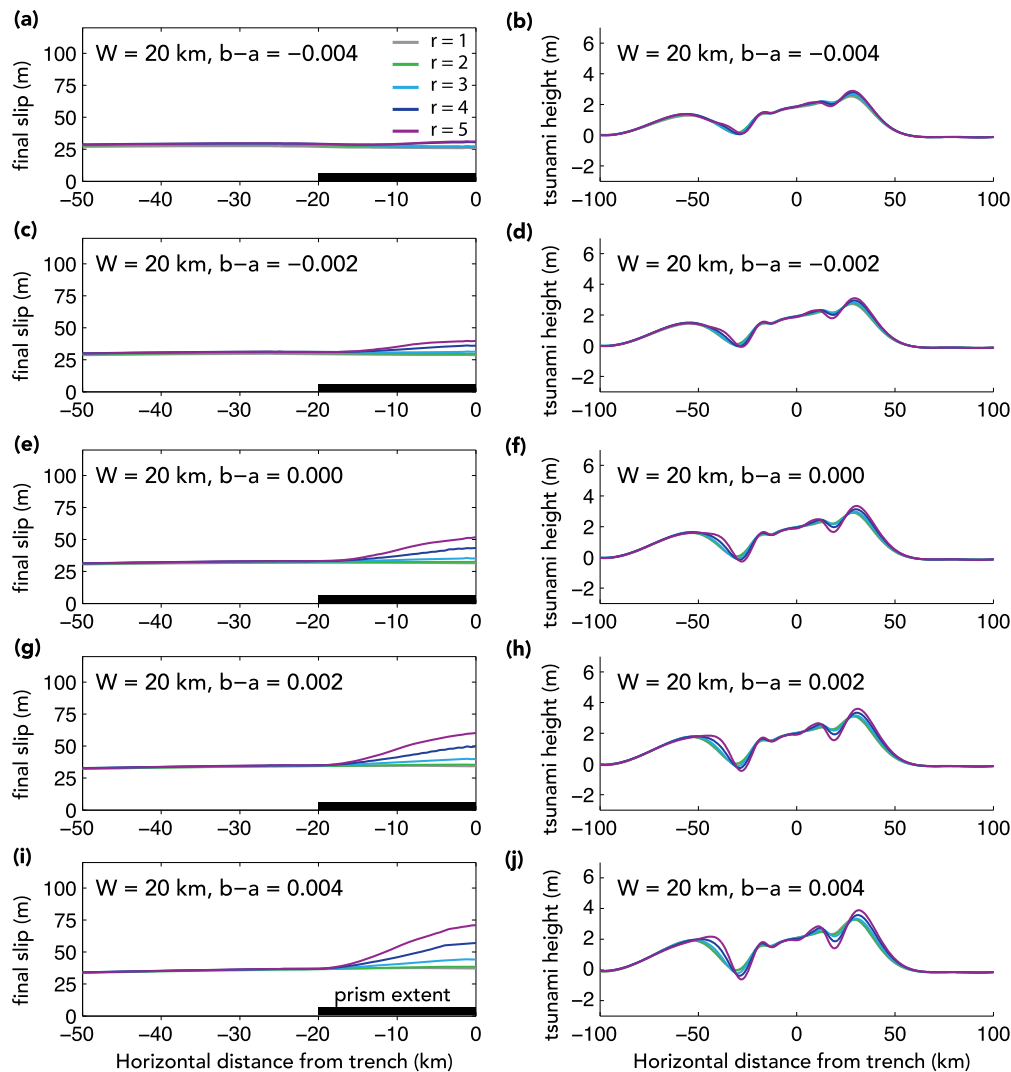 (a)
W = 20 km, b−a = −0.004
r = 1
r = 2
r = 3
r = 4
r = 5
final slip (m)
100
75
50
25
0
−50 −40 −30 −20 −10 0
(b)
W = 20 km, b−a = −0.004
tsunami height (m)
6
4
2
0
−2
−100 −50 0 50 100
(c)
W = 20 km, b−a = −0.002
final slip (m)
100
75
50
25
0
−50 −40 −30 −20 −10 0
(d)
W = 20 km, b−a = −0.002
tsunami height (m)
6
4
2
0
−2
−100 −50 0 50 100
(e)
W = 20 km, b−a = 0.000
final slip (m)
100
75
50
25
0
−50 −40 −30 −20 −10 0
(f)
W = 20 km, b−a = 0.000
tsunami height (m)
6
4
2
0
−2
−100 −50 0 50 100
(g)
W = 20 km, b−a = 0.002
final slip (m)
100
75
50
25
0
−50 −40 −30 −20 −10 0
(h)
W = 20 km, b−a = 0.002
tsunami height (m)
6
4
2
0
−2
−100 −50 0 50 100
(i)
W = 20 km, b−a = 0.004
final slip (m)
100
75
50
25
0
prism extent
−50 −40 −30 −20 −10 0
Horizontal distance from trench (km)
(j)
W = 20 km, b−a = 0.004
tsunami height (m)
6
4
2
0
−2
−100 −50 0 50 100
Horizontal distance from trench (km)